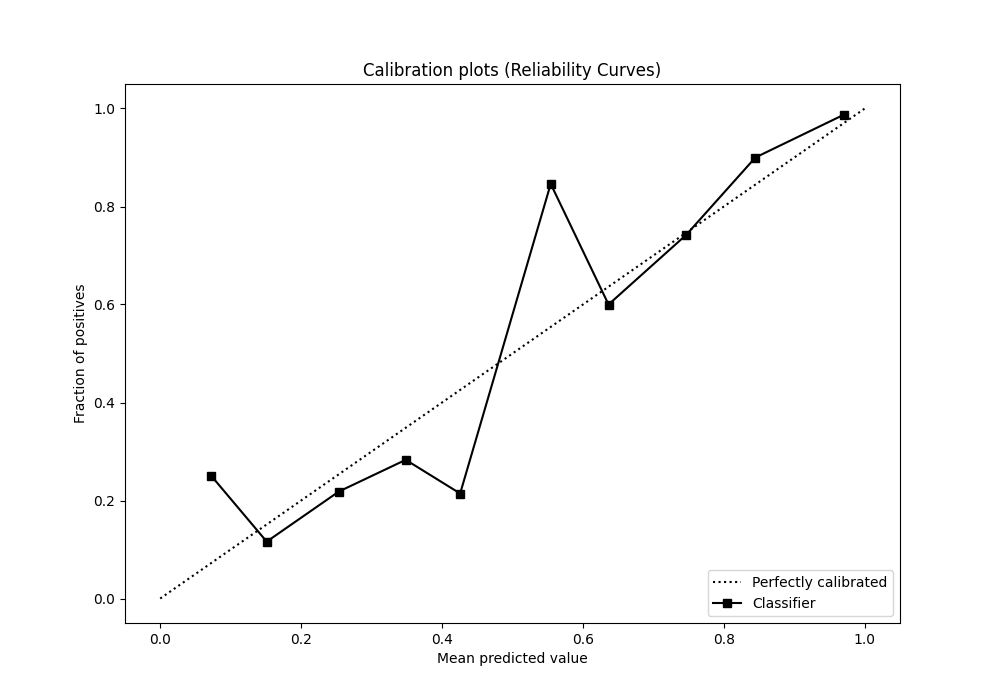 Calibration plots (Reliability Curves)
1.0
0.8
0.6
0.4
0.2
0.0
Fraction of positives
0.0 0.2 0.4 0.6 0.8 1.0
Mean predicted value
Perfectly calibrated
Classifier